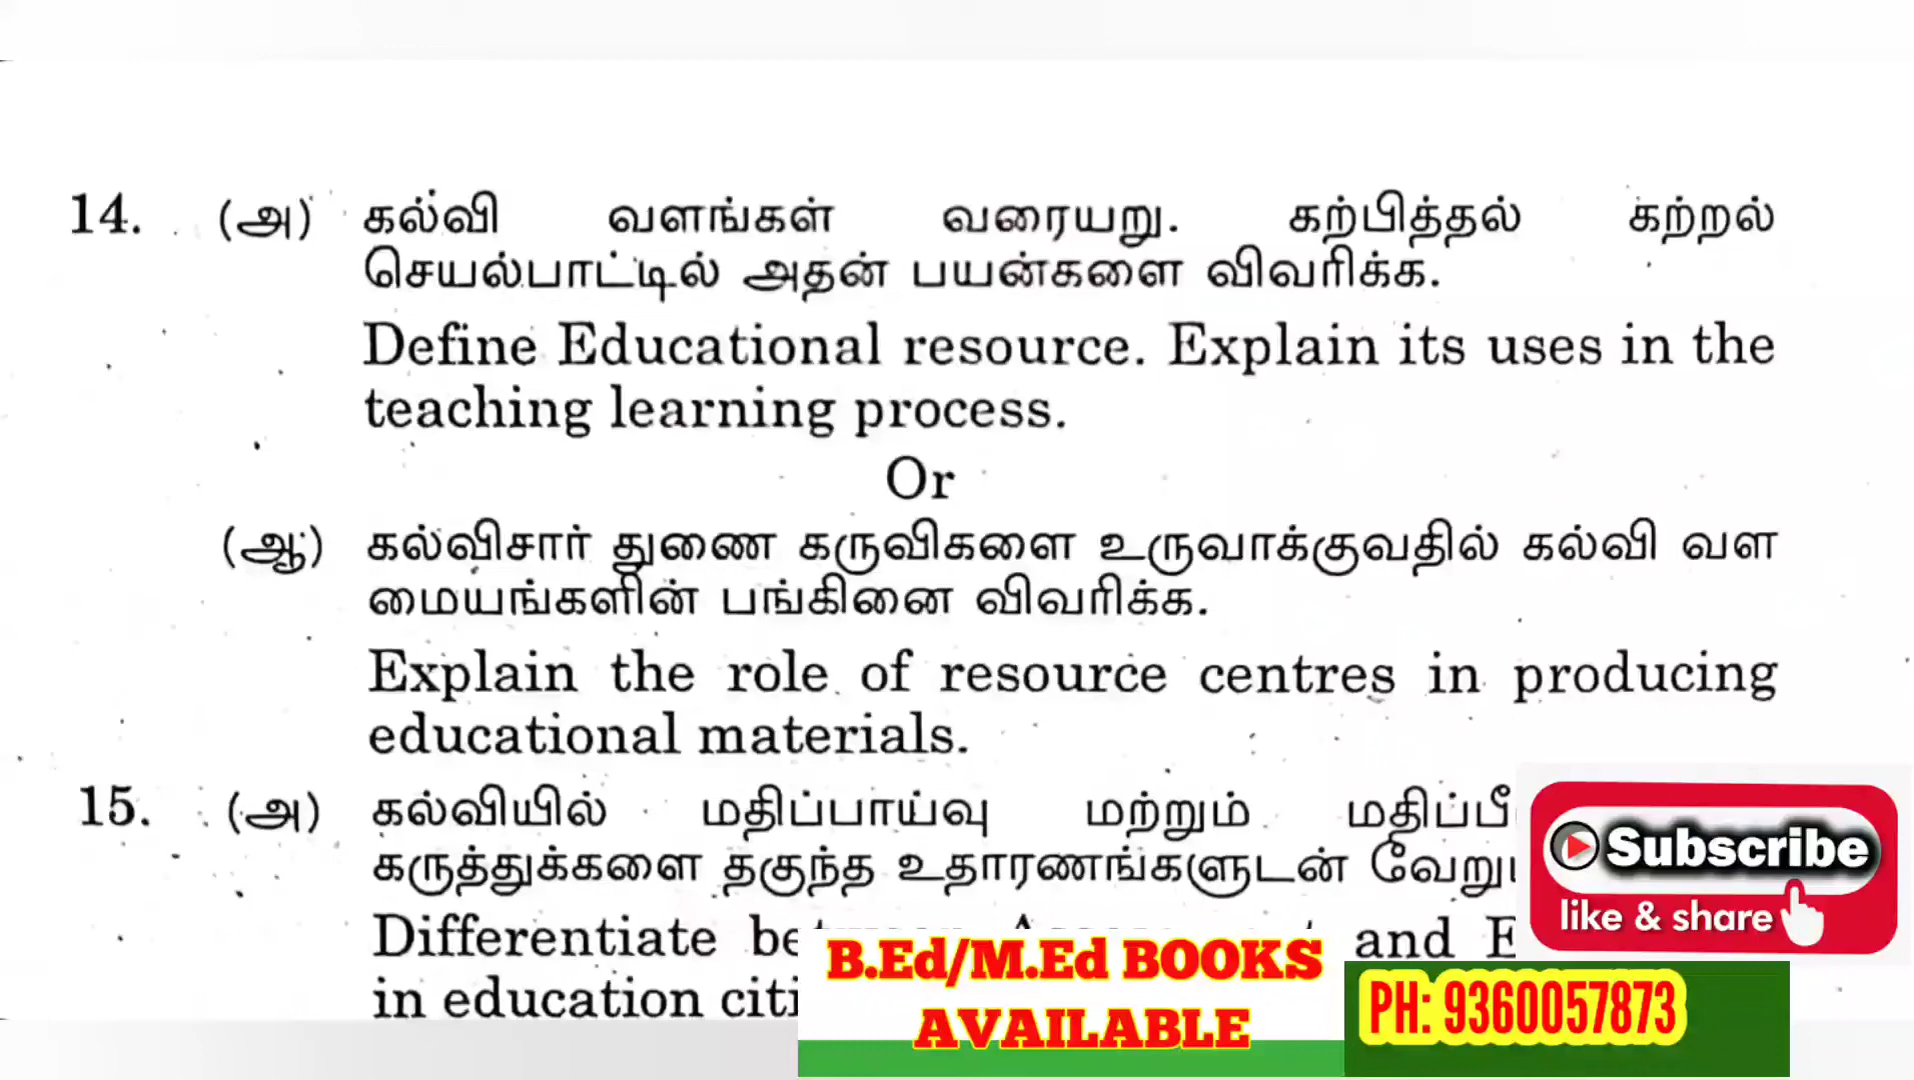 14. (அ) கல்வி வளங்கள் வரையறு. கற்பித்தல் கற்றல்
செயல்பாட்டில் அதன் பயன்களை விவரிக்க.
Define Educational resource. Explain its uses in the
teaching learning process.
Or
(ஆ) கல்விசார் துணை கருவிகளை உருவாக்குவதில் கல்வி வள
மையங்களின் பங்கினை விவரிக்க.
Explain the role of resource centres in producing
educational materials.
15. (அ) கல்வியில் மதிப்பாய்வு மற்றும்
கருத்துக்களை தகுந்த உதாரணங்களுடன்
Differentiate and
in education
Subscribe
like & share
B.Ed/M.Ed BOOKS
AVAILABLE
PH: 9360057873